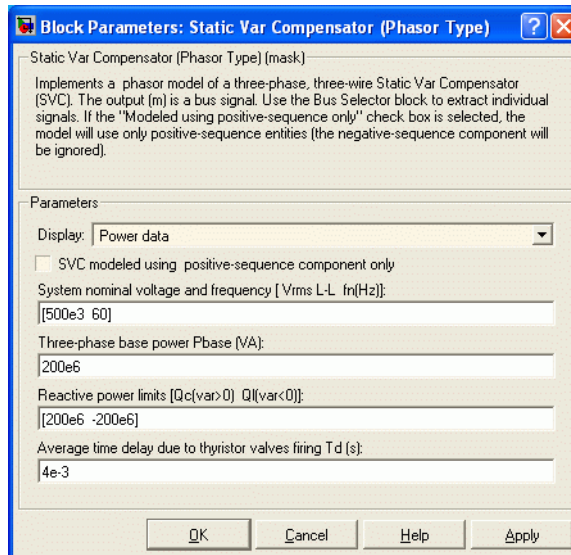 Block Parameters: Static Var Compensator (Phasor Type)
Static Var Compensator (Phasor Type) (mask)
Implements a phasor model of a three-phase, three-wire Static Var Compensator
(SVC). The output (m) is a bus signal. Use the Bus Selector block to extract individual
signals. If the "Modeled using positive-sequence only" check box is selected, the
model will use only positive-sequence entities (the negative-sequence component will
be ignored).
Parameters
Display: Power data
SVC modeled using positive-sequence component only
System nominal voltage and frequency [ Vrms L-L fn(Hz)]:
[500e3 60]
Three-phase base power Pbase (VA):
200e6
Reactive power limits [Qc(var>0) Ql(var<0)]:
[200e6 -200e6]
Average time delay due to thyristor valves firing Td (s):
4e-3
OK Cancel Help Apply